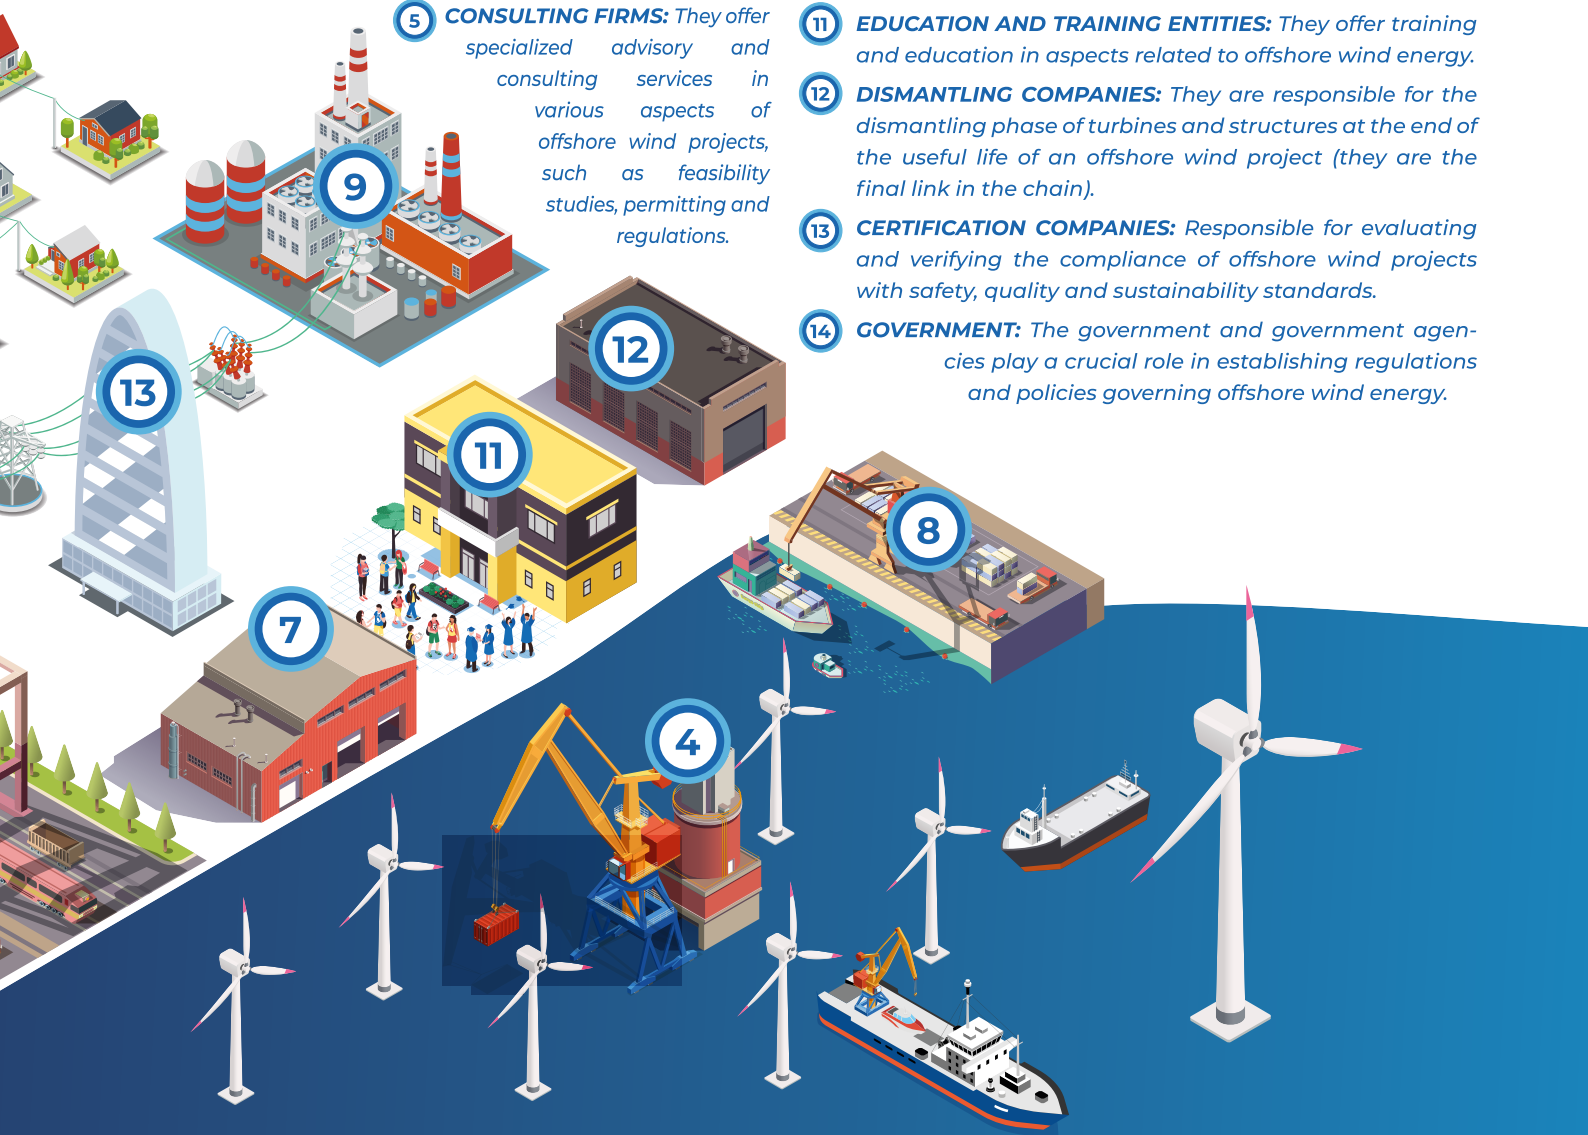 5 CONSULTING FIRMS: They offer
specialized advisory and
consulting services in
various aspects of
offshore wind projects,
such as feasibility
studies, permitting and
regulations.
11 EDUCATION AND TRAINING ENTITIES: They offer training
and education in aspects related to offshore wind energy.
12 DISMANTLING COMPANIES: They are responsible for the
dismantling phase of turbines and structures at the end of
the useful life of an offshore wind project (they are the
final link in the chain).
13 CERTIFICATION COMPANIES: Responsible for evaluating
and verifying the compliance of offshore wind projects
with safety, quality and sustainability standards.
14 GOVERNMENT: The government and government agen-
cies play a crucial role in establishing regulations
and policies governing offshore wind energy.
9
12
13
11
8
7
4